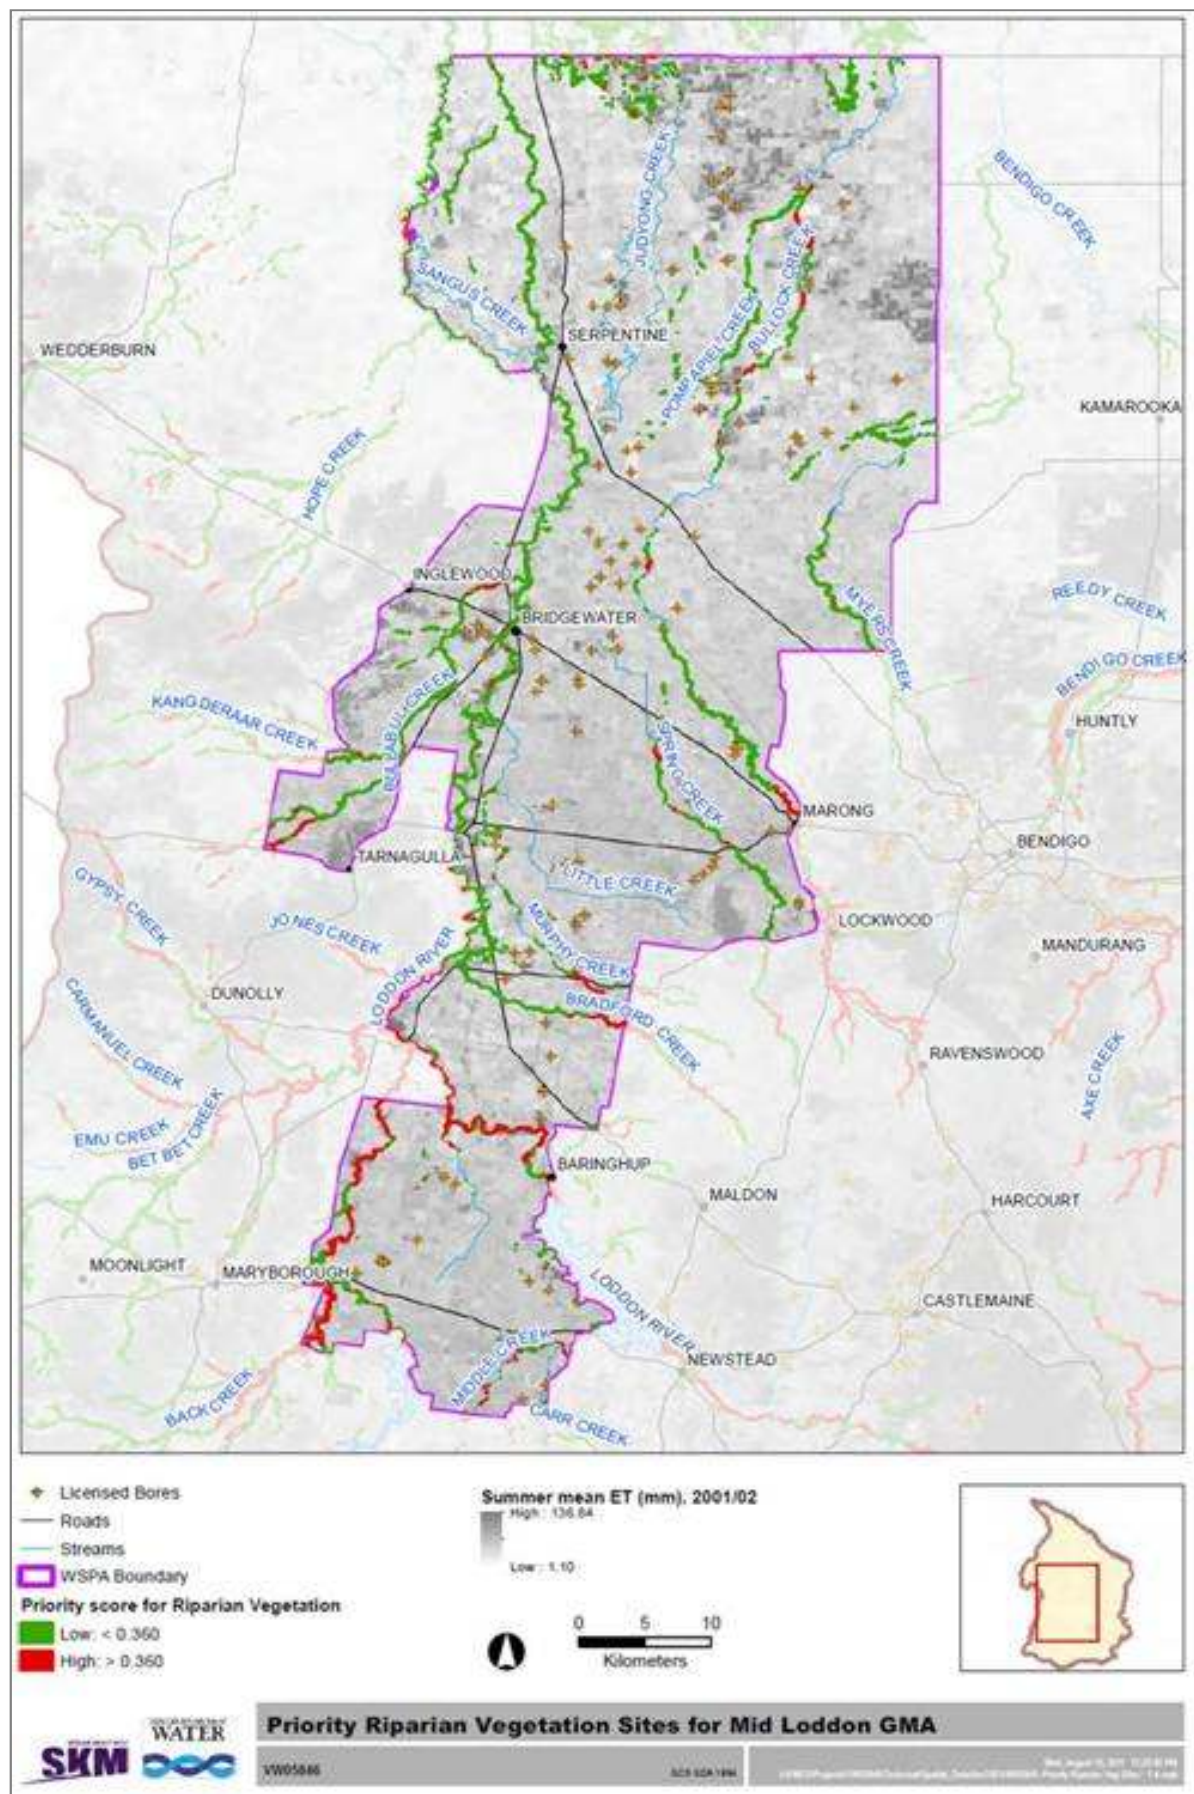 BENDIGO CREEK
JUDYONG CREEK
SANGUS CREEK
BULLOCK CREEK
SERPENTINE
WEDDERBURN
POMPAPIEL CREEK
KAMAROOKA
HOPE CREEK
INGLEWOOD
BRIDGEWATER
MYERS CREEK
REEDY CREEK
BENDIGO CREEK
KANGDERAAR CREEK
BULLABUL CREEK
HUNTLY
SPRING CREEK
MARONG
BENDIGO
TARNAGULLA
LITTLE CREEK
GYPSY CREEK
JONES CREEK
LODDON RIVER
MURPHY CREEK
LOCKWOOD
MANDURANG
DUNOLLY
BRADFORD CREEK
CARMANUEL CREEK
RAVENSWOOD
AXE CREEK
EMU CREEK
BET BET CREEK
BARINGHUP
MALDON
HARCOURT
MOONLIGHT
MARYBOROUGH
LODDON RIVER
CASTLEMAINE
MIDDLE CREEK
NEWSTEAD
BACK CREEK
CARR CREEK
Licensed Bores
Roads
Streams
WSPA Boundary
Priority score for Riparian Vegetation
Low: < 0.360
High: > 0.360
Summer mean ET (mm), 2001/02
High : 136.84
Low : 1.10
0 5 10
Kilometers
SKM
WATER
Priority Riparian Vegetation Sites for Mid Loddon GMA
VW05846